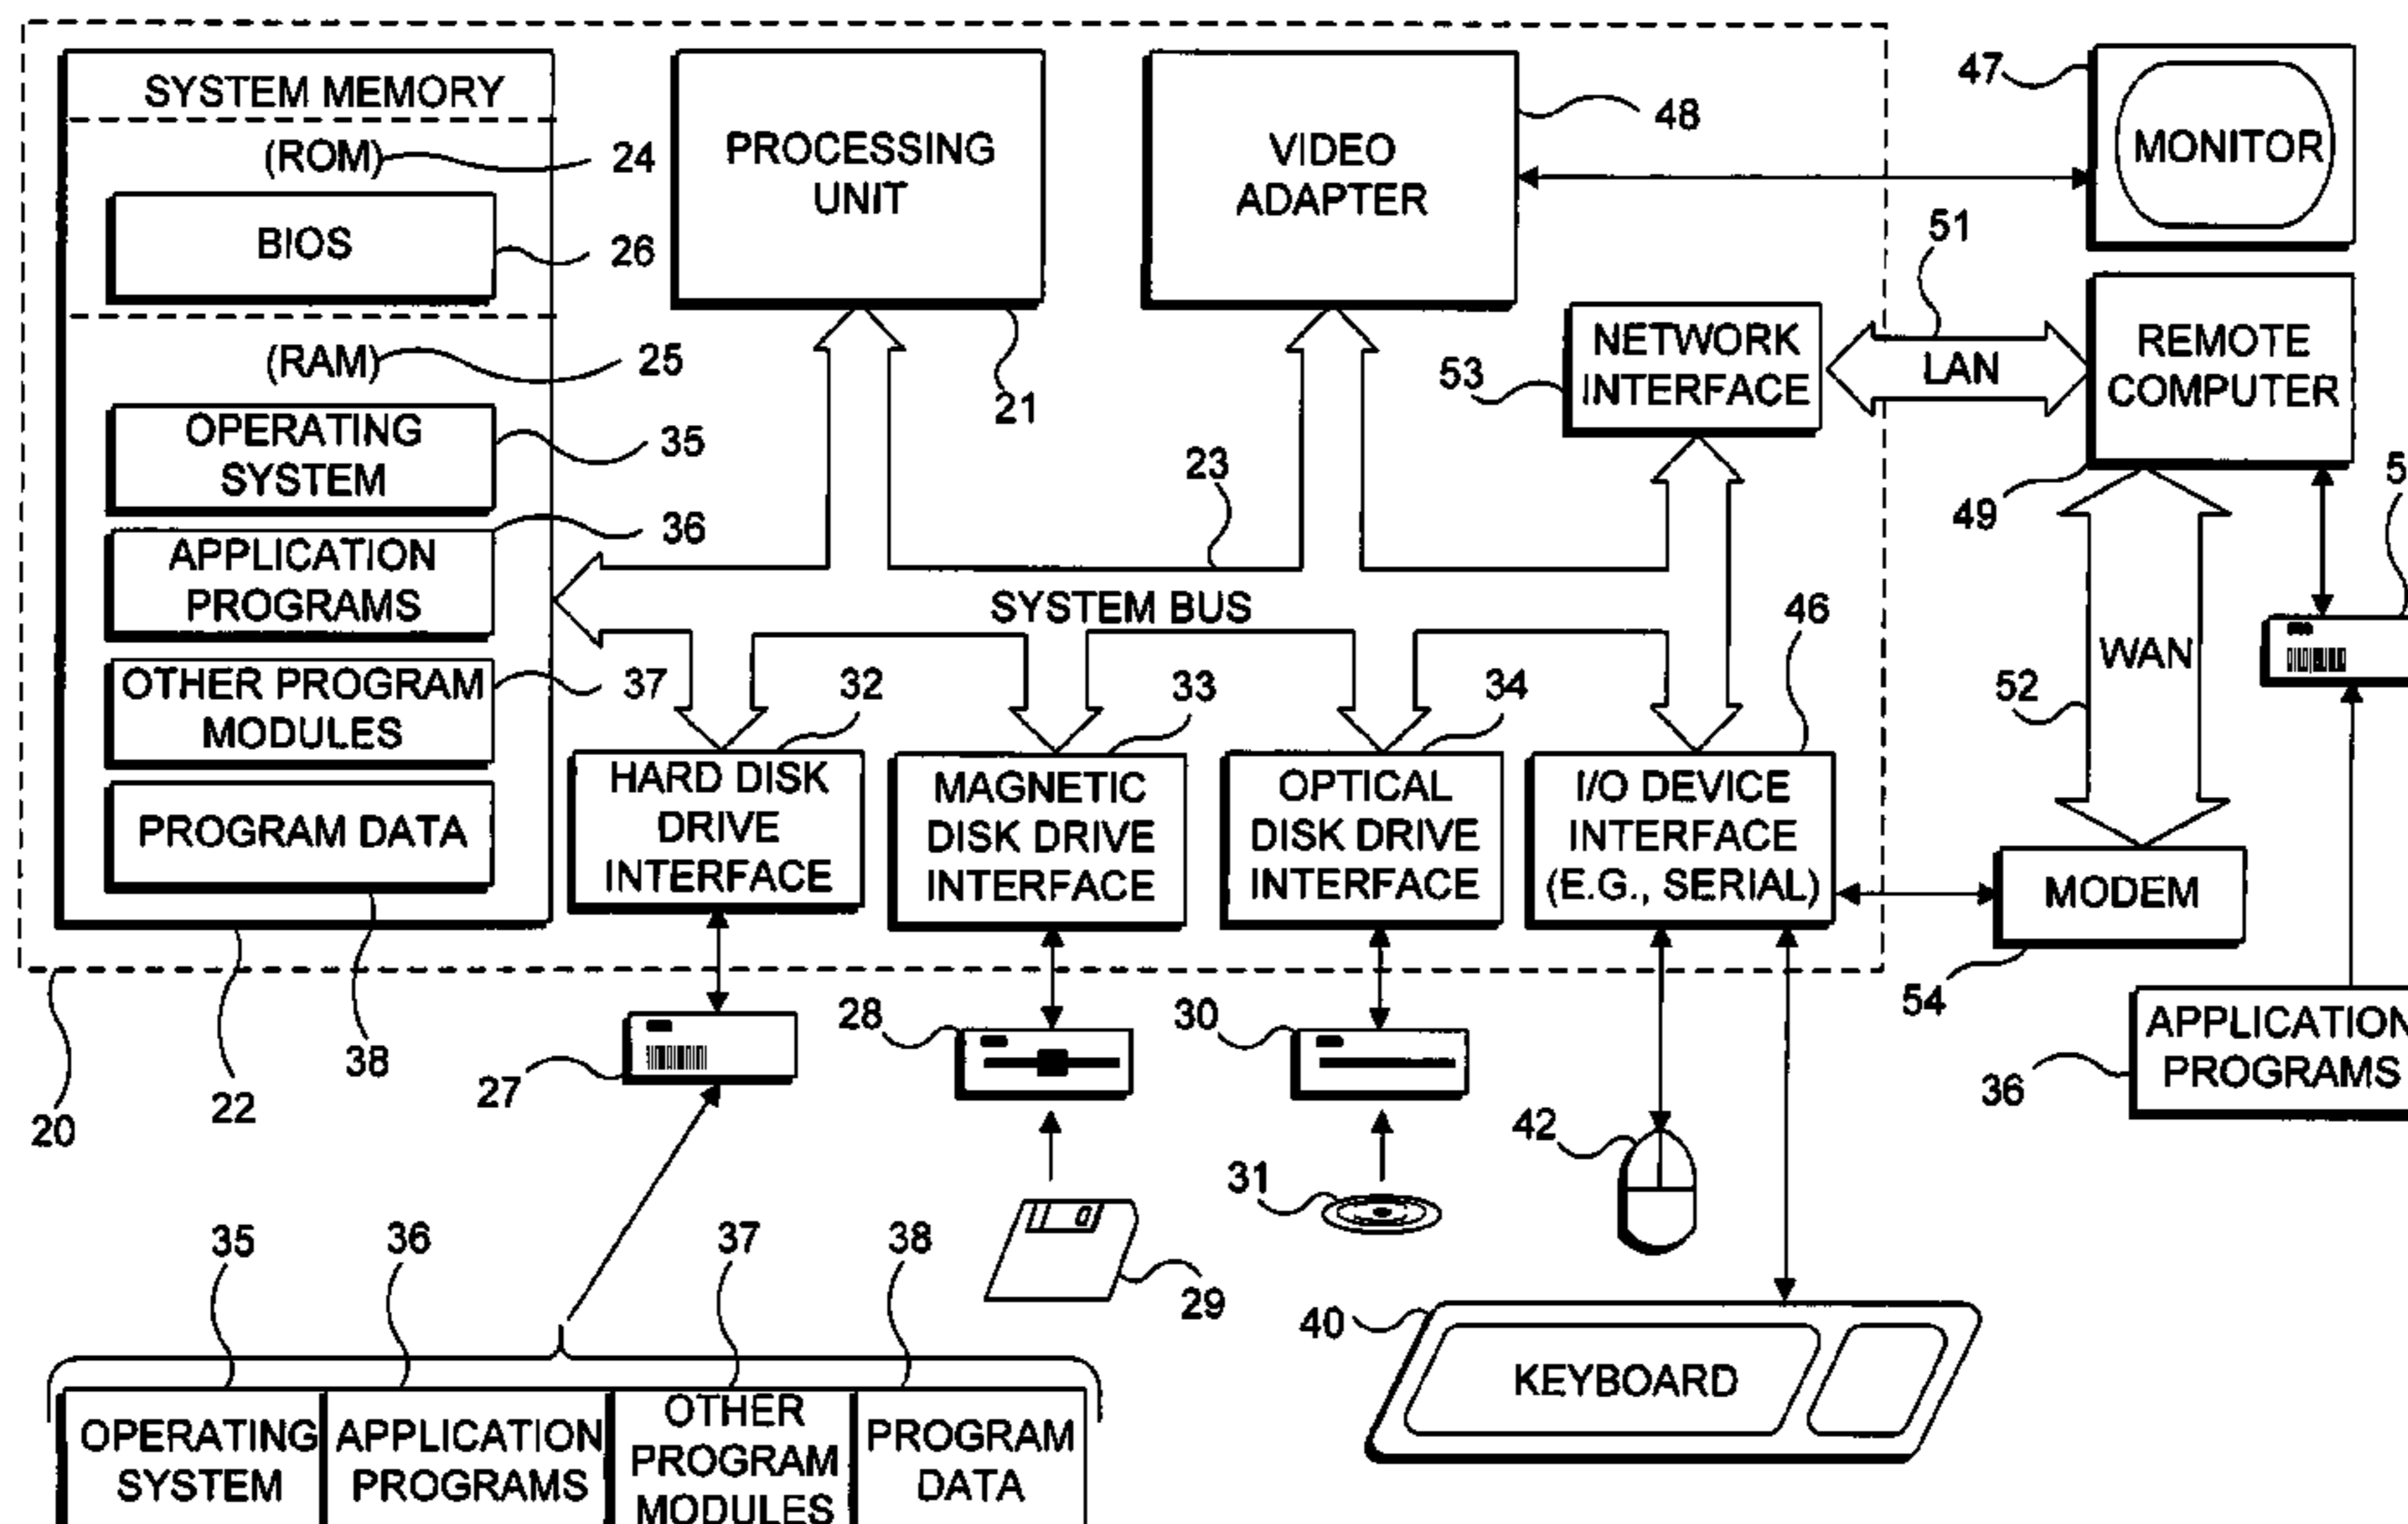 SYSTEM MEMORY
(ROM)
24
BIOS
26
(RAM)
25
OPERATING
SYSTEM
35
APPLICATION
PROGRAMS
36
OTHER PROGRAM
MODULES
37
PROGRAM DATA
38
22
20
PROCESSING
UNIT
21
VIDEO
ADAPTER
48
47
MONITOR
51
NETWORK
INTERFACE
53
LAN
REMOTE
COMPUTER
49
23
SYSTEM BUS
46
32
33
34
HARD DISK
DRIVE
INTERFACE
MAGNETIC
DISK DRIVE
INTERFACE
OPTICAL
DISK DRIVE
INTERFACE
I/O DEVICE
INTERFACE
(E.G., SERIAL)
WAN
52
MODEM
54
APPLICATION
PROGRAMS
36
27
28
30
42
31
29
40
KEYBOARD
35
36
37
38
OPERATING
SYSTEM
APPLICATION
PROGRAMS
OTHER
PROGRAM
MODULES
PROGRAM
DATA